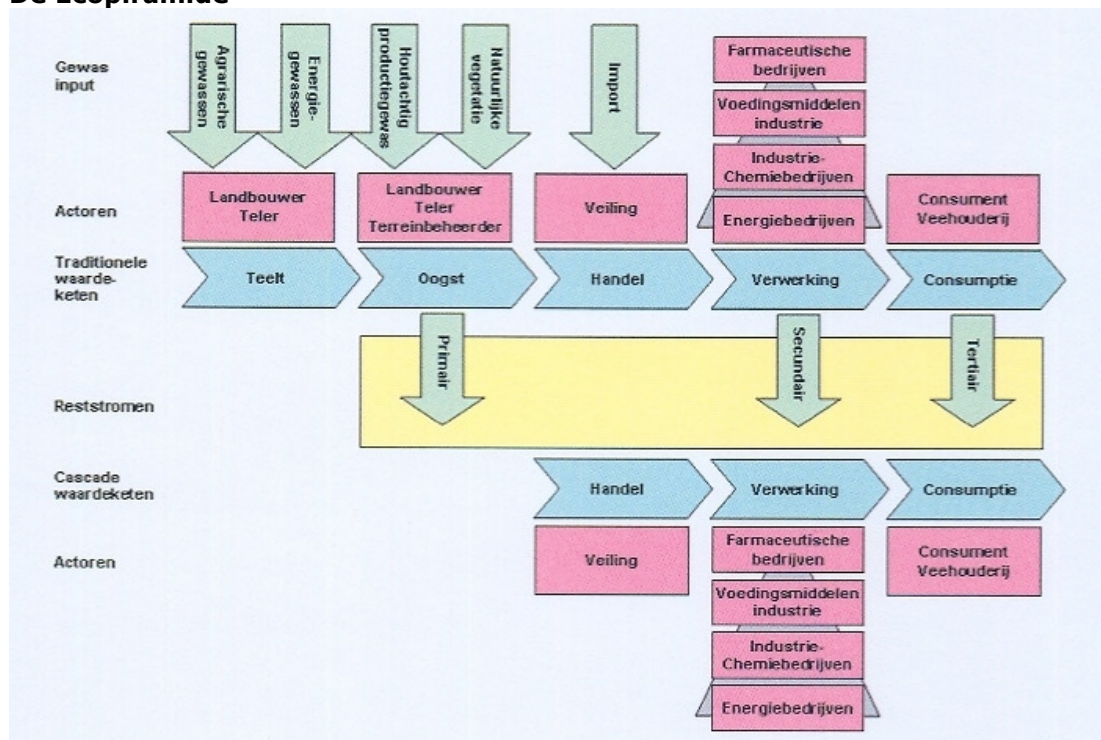 De Ecopiramide
Gewas
input
Agrarische
gewassen
Energie-
gewassen
Houtachtig
productiegewas
Natuurlijke
vegetatie
Import
Farmaceutische
bedrijven
Voedingsmiddelen
industrie
Industrie-
Chemiebedrijven
Energiebedrijven
Actoren
Landbouwer
Teler
Landbouwer
Teler
Terreinbeheerder
Veiling
Consument
Veehouderij
Traditionele
waarde-
keten
Teelt
Oogst
Handel
Verwerking
Consumptie
Primair
Secundair
Tertiair
Reststromen
Cascade
waardeketen
Handel
Verwerking
Consumptie
Actoren
Veiling
Farmaceutische
bedrijven
Voedingsmiddelen
industrie
Industrie-
Chemiebedrijven
Energiebedrijven
Consument
Veehouderij